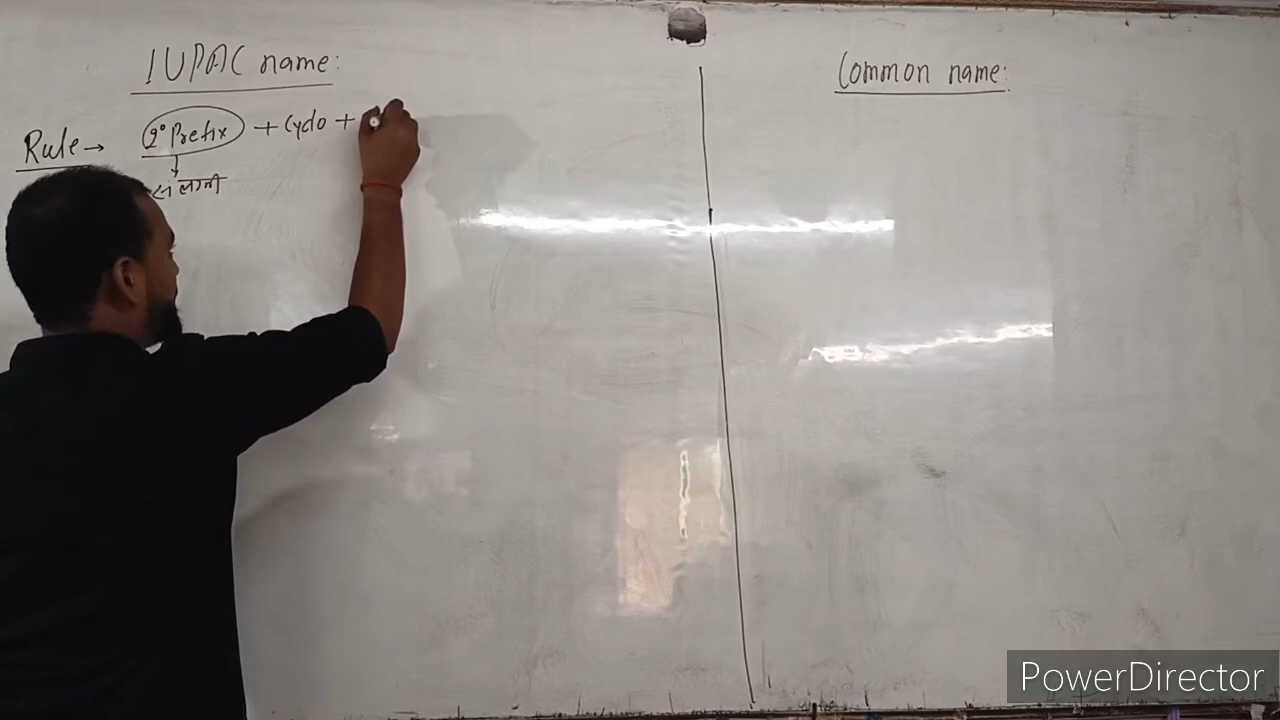 IUPAC name:
Rule → 2° Prefix + Cyclo +
Common name:
PowerDirector